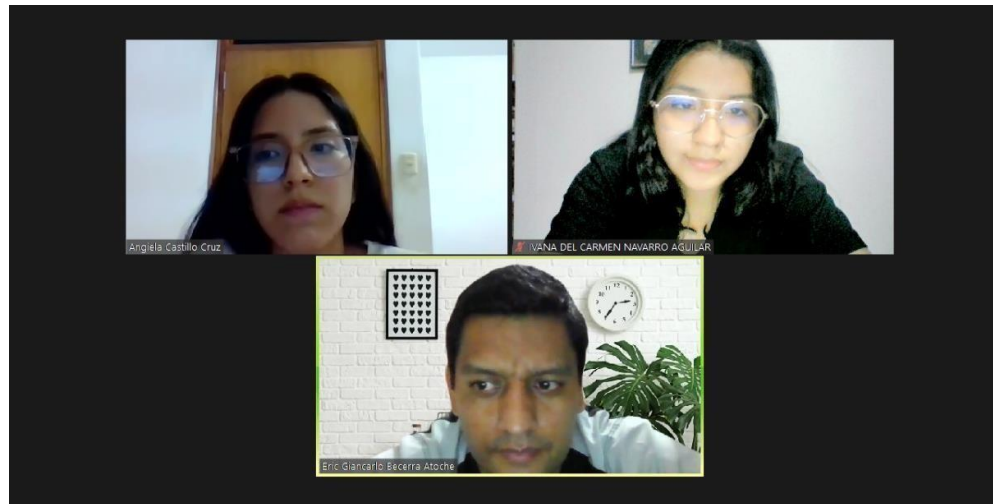 Angiela Castillo Cruz
IVANA DEL CARMEN NAVARRO AGUILAR
Eric Giancarlo Becerra Atoche